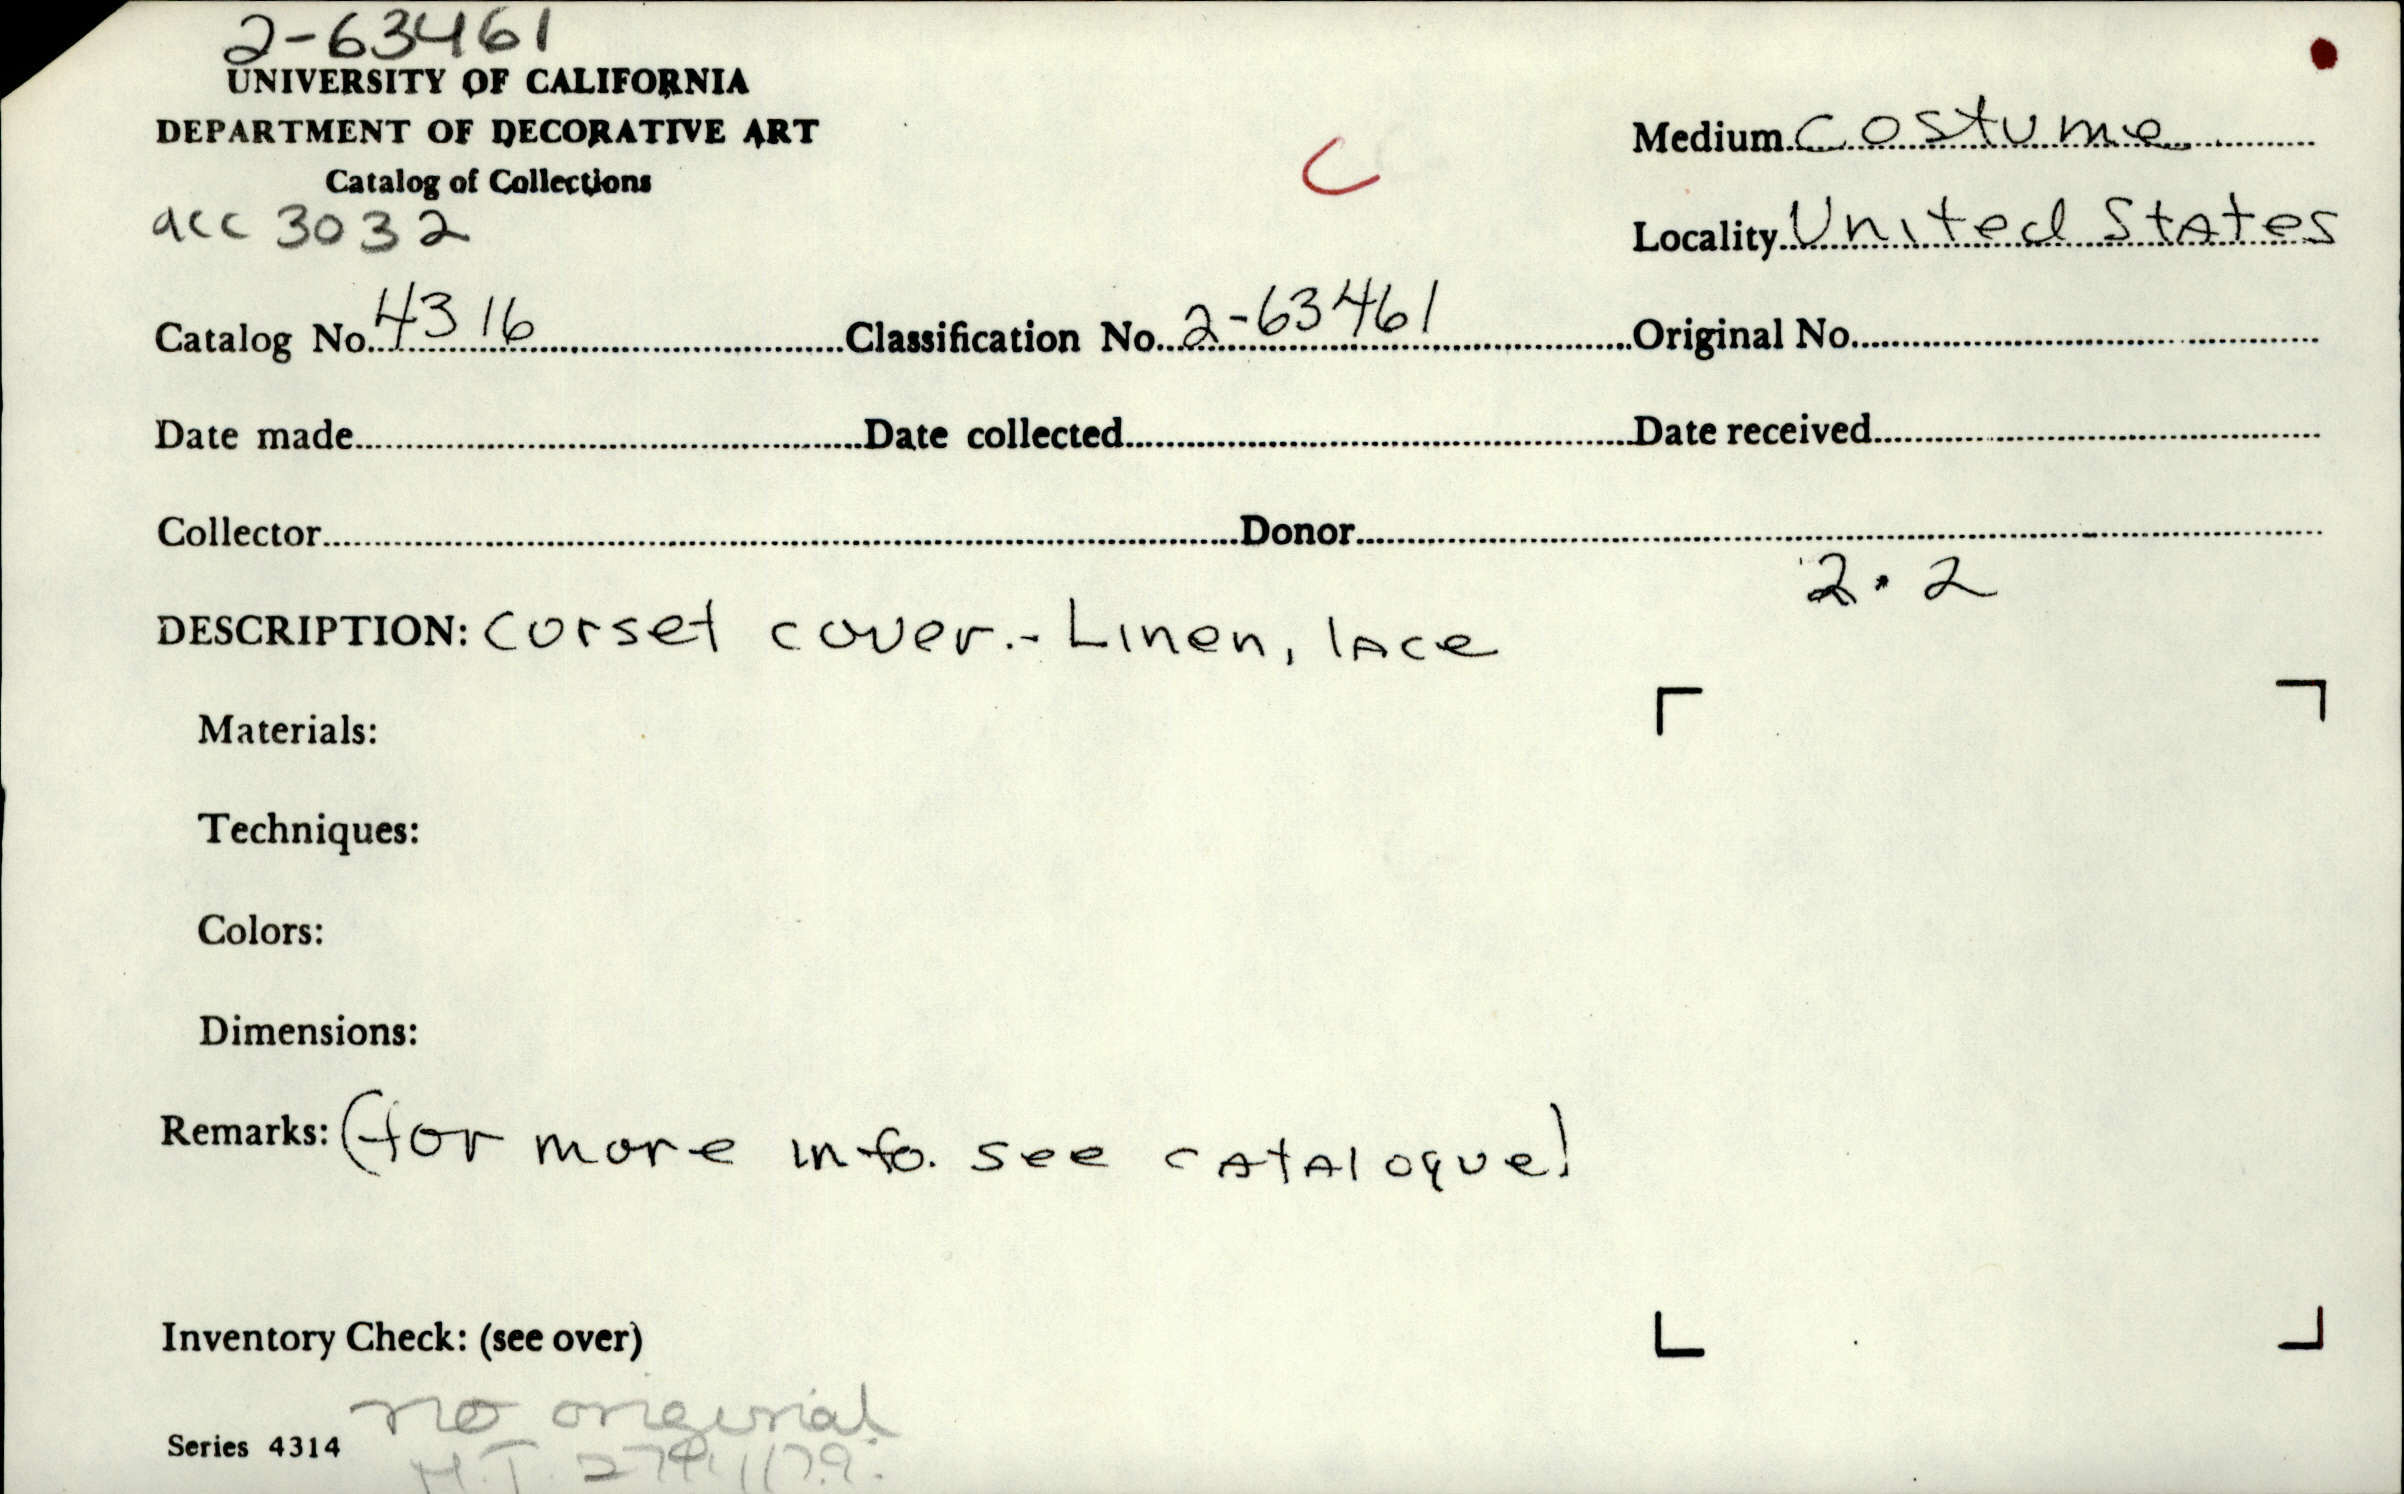 2-63461
UNIVERSITY OF CALIFORNIA
DEPARTMENT OF DECORATIVE ART
Catalog of Collections
acc 3032
C
Medium Costume
Locality United States
Catalog No. 4316 Classification No. 2-63461 Original No.
Date made Date collected Date received
Collector Donor
2.2
DESCRIPTION: Corset cover.- Linen, lace
Materials:
Techniques:
Colors:
Dimensions:
Remarks: (for more info. see catalogue)
Inventory Check: (see over)
no original
Series 4314